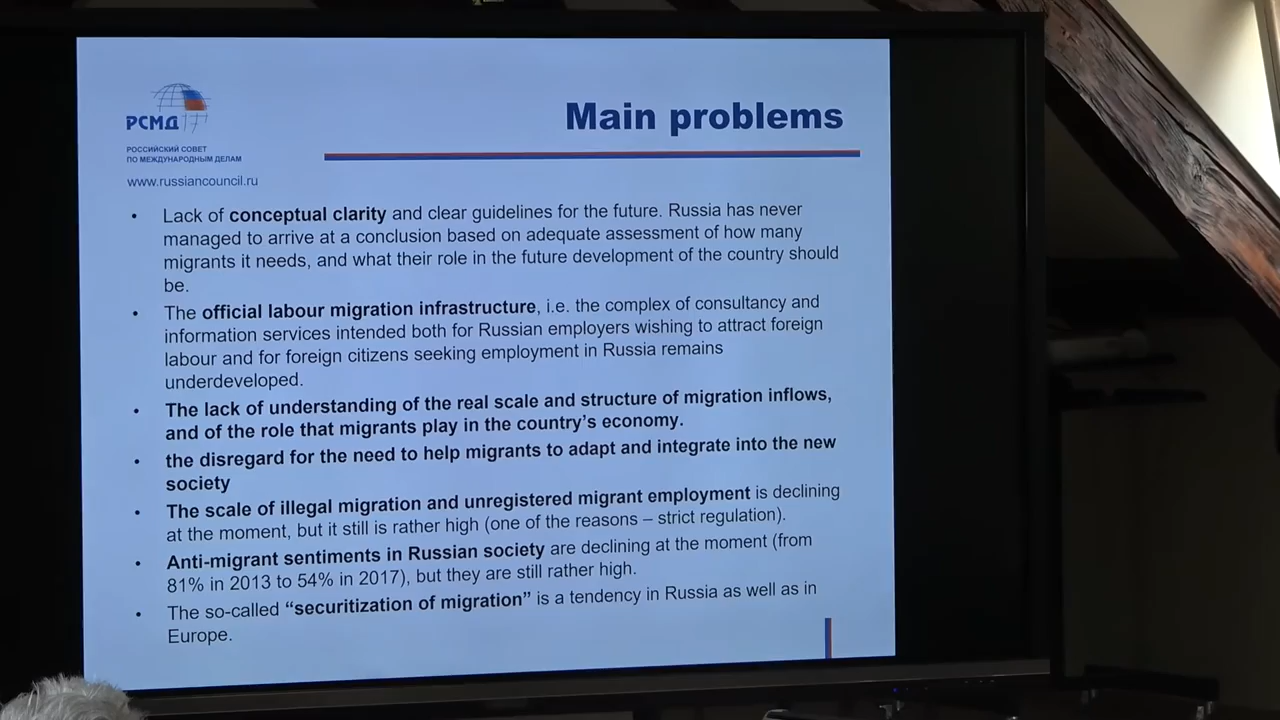 РСМД
РОССИЙСКИЙ СОВЕТ
ПО МЕЖДУНАРОДНЫМ ДЕЛАМ
www.russiancouncil.ru
Main problems
• Lack of conceptual clarity and clear guidelines for the future. Russia has never
managed to arrive at a conclusion based on adequate assessment of how many
migrants it needs, and what their role in the future development of the country should
be.
• The official labour migration infrastructure, i.e. the complex of consultancy and
information services intended both for Russian employers wishing to attract foreign
labour and for foreign citizens seeking employment in Russia remains
underdeveloped.
• The lack of understanding of the real scale and structure of migration inflows,
and of the role that migrants play in the country’s economy.
• the disregard for the need to help migrants to adapt and integrate into the new
society
• The scale of illegal migration and unregistered migrant employment is declining
at the moment, but it still is rather high (one of the reasons – strict regulation).
• Anti-migrant sentiments in Russian society are declining at the moment (from
81% in 2013 to 54% in 2017), but they are still rather high.
• The so-called “securitization of migration” is a tendency in Russia as well as in
Europe.